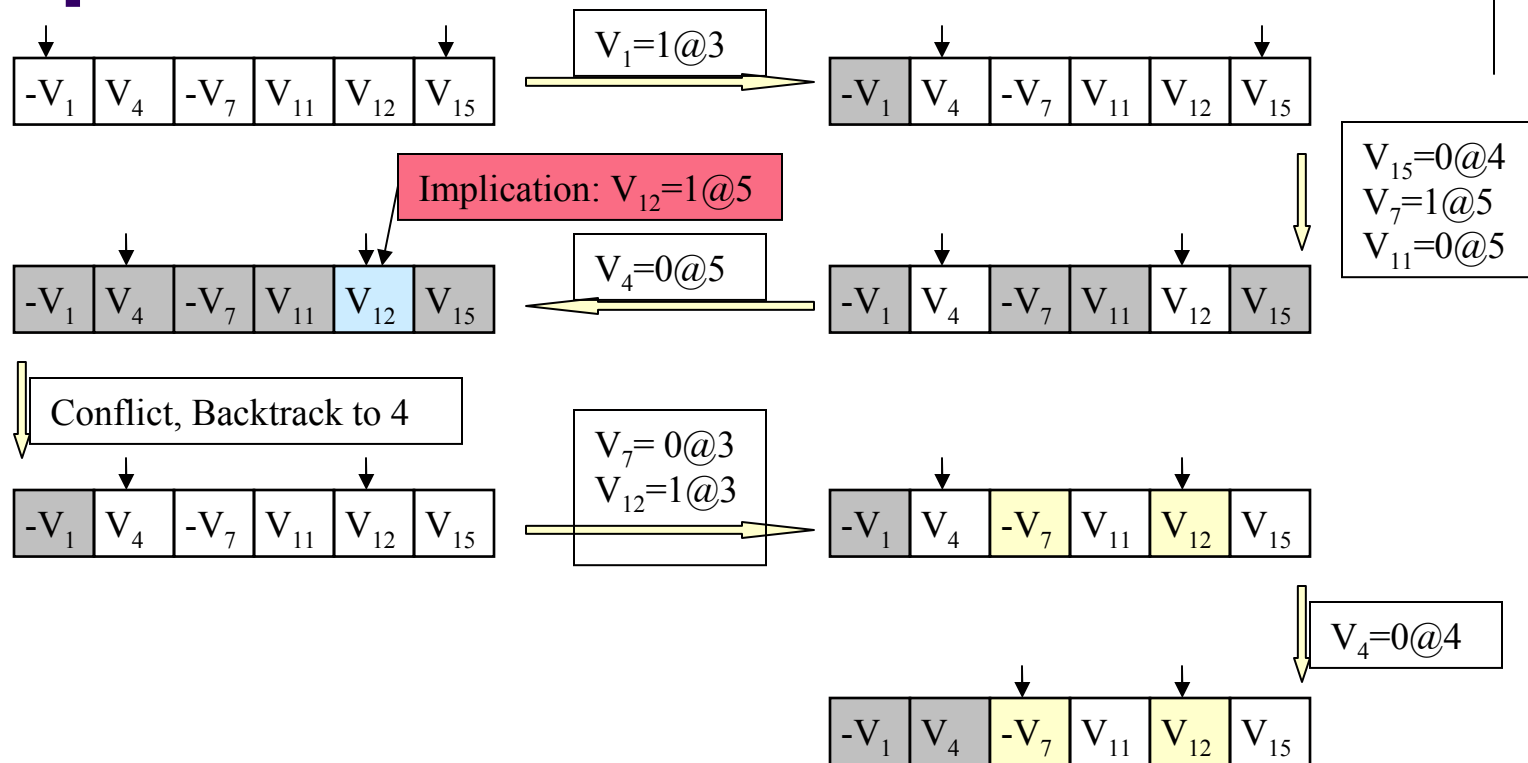 -V₁ V₄ -V₇ V₁₁ V₁₂ V₁₅
V₁=1@3
-V₁ V₄ -V₇ V₁₁ V₁₂ V₁₅
V₁₅=0@4
V₇=1@5
V₁₁=0@5
-V₁ V₄ -V₇ V₁₁ V₁₂ V₁₅
V₄=0@5
Implication: V₁₂=1@5
-V₁ V₄ -V₇ V₁₁ V₁₂ V₁₅
Conflict, Backtrack to 4
-V₁ V₄ -V₇ V₁₁ V₁₂ V₁₅
V₇= 0@3
V₁₂=1@3
-V₁ V₄ -V₇ V₁₁ V₁₂ V₁₅
V₄=0@4
-V₁ V₄ -V₇ V₁₁ V₁₂ V₁₅